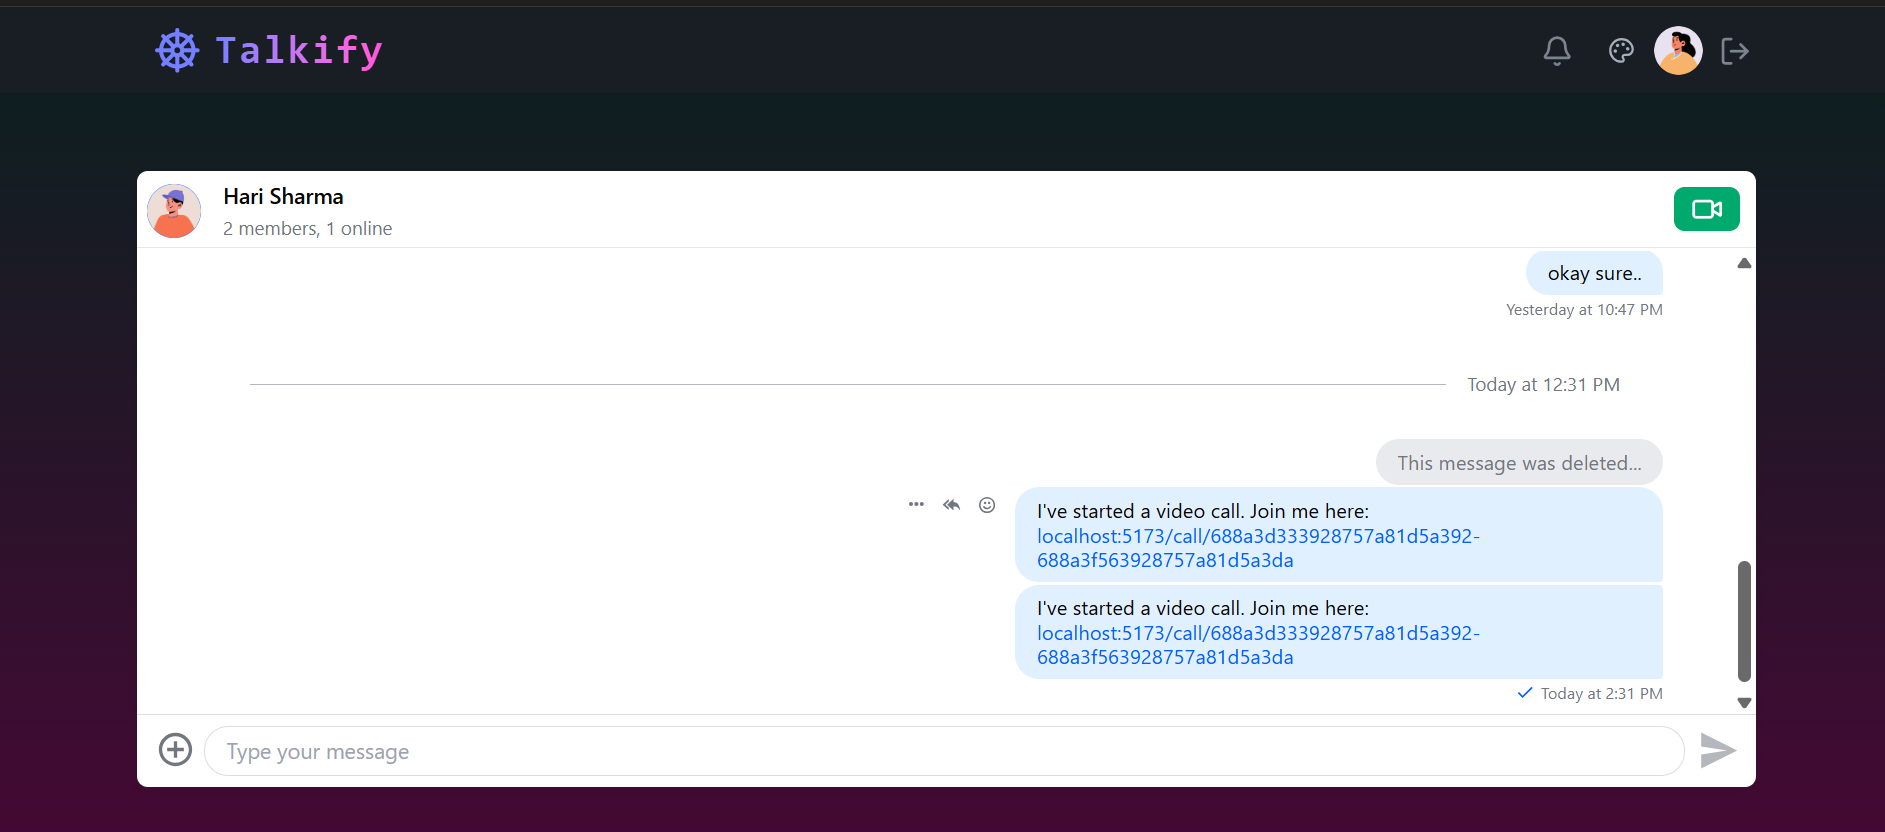 Talkify
Hari Sharma
2 members, 1 online
okay sure..
Yesterday at 10:47 PM
Today at 12:31 PM
This message was deleted...
I've started a video call. Join me here:
localhost:5173/call/688a3d333928757a81d5a392-
688a3f563928757a81d5a3da
I've started a video call. Join me here:
localhost:5173/call/688a3d333928757a81d5a392-
688a3f563928757a81d5a3da
Today at 2:31 PM
Type your message